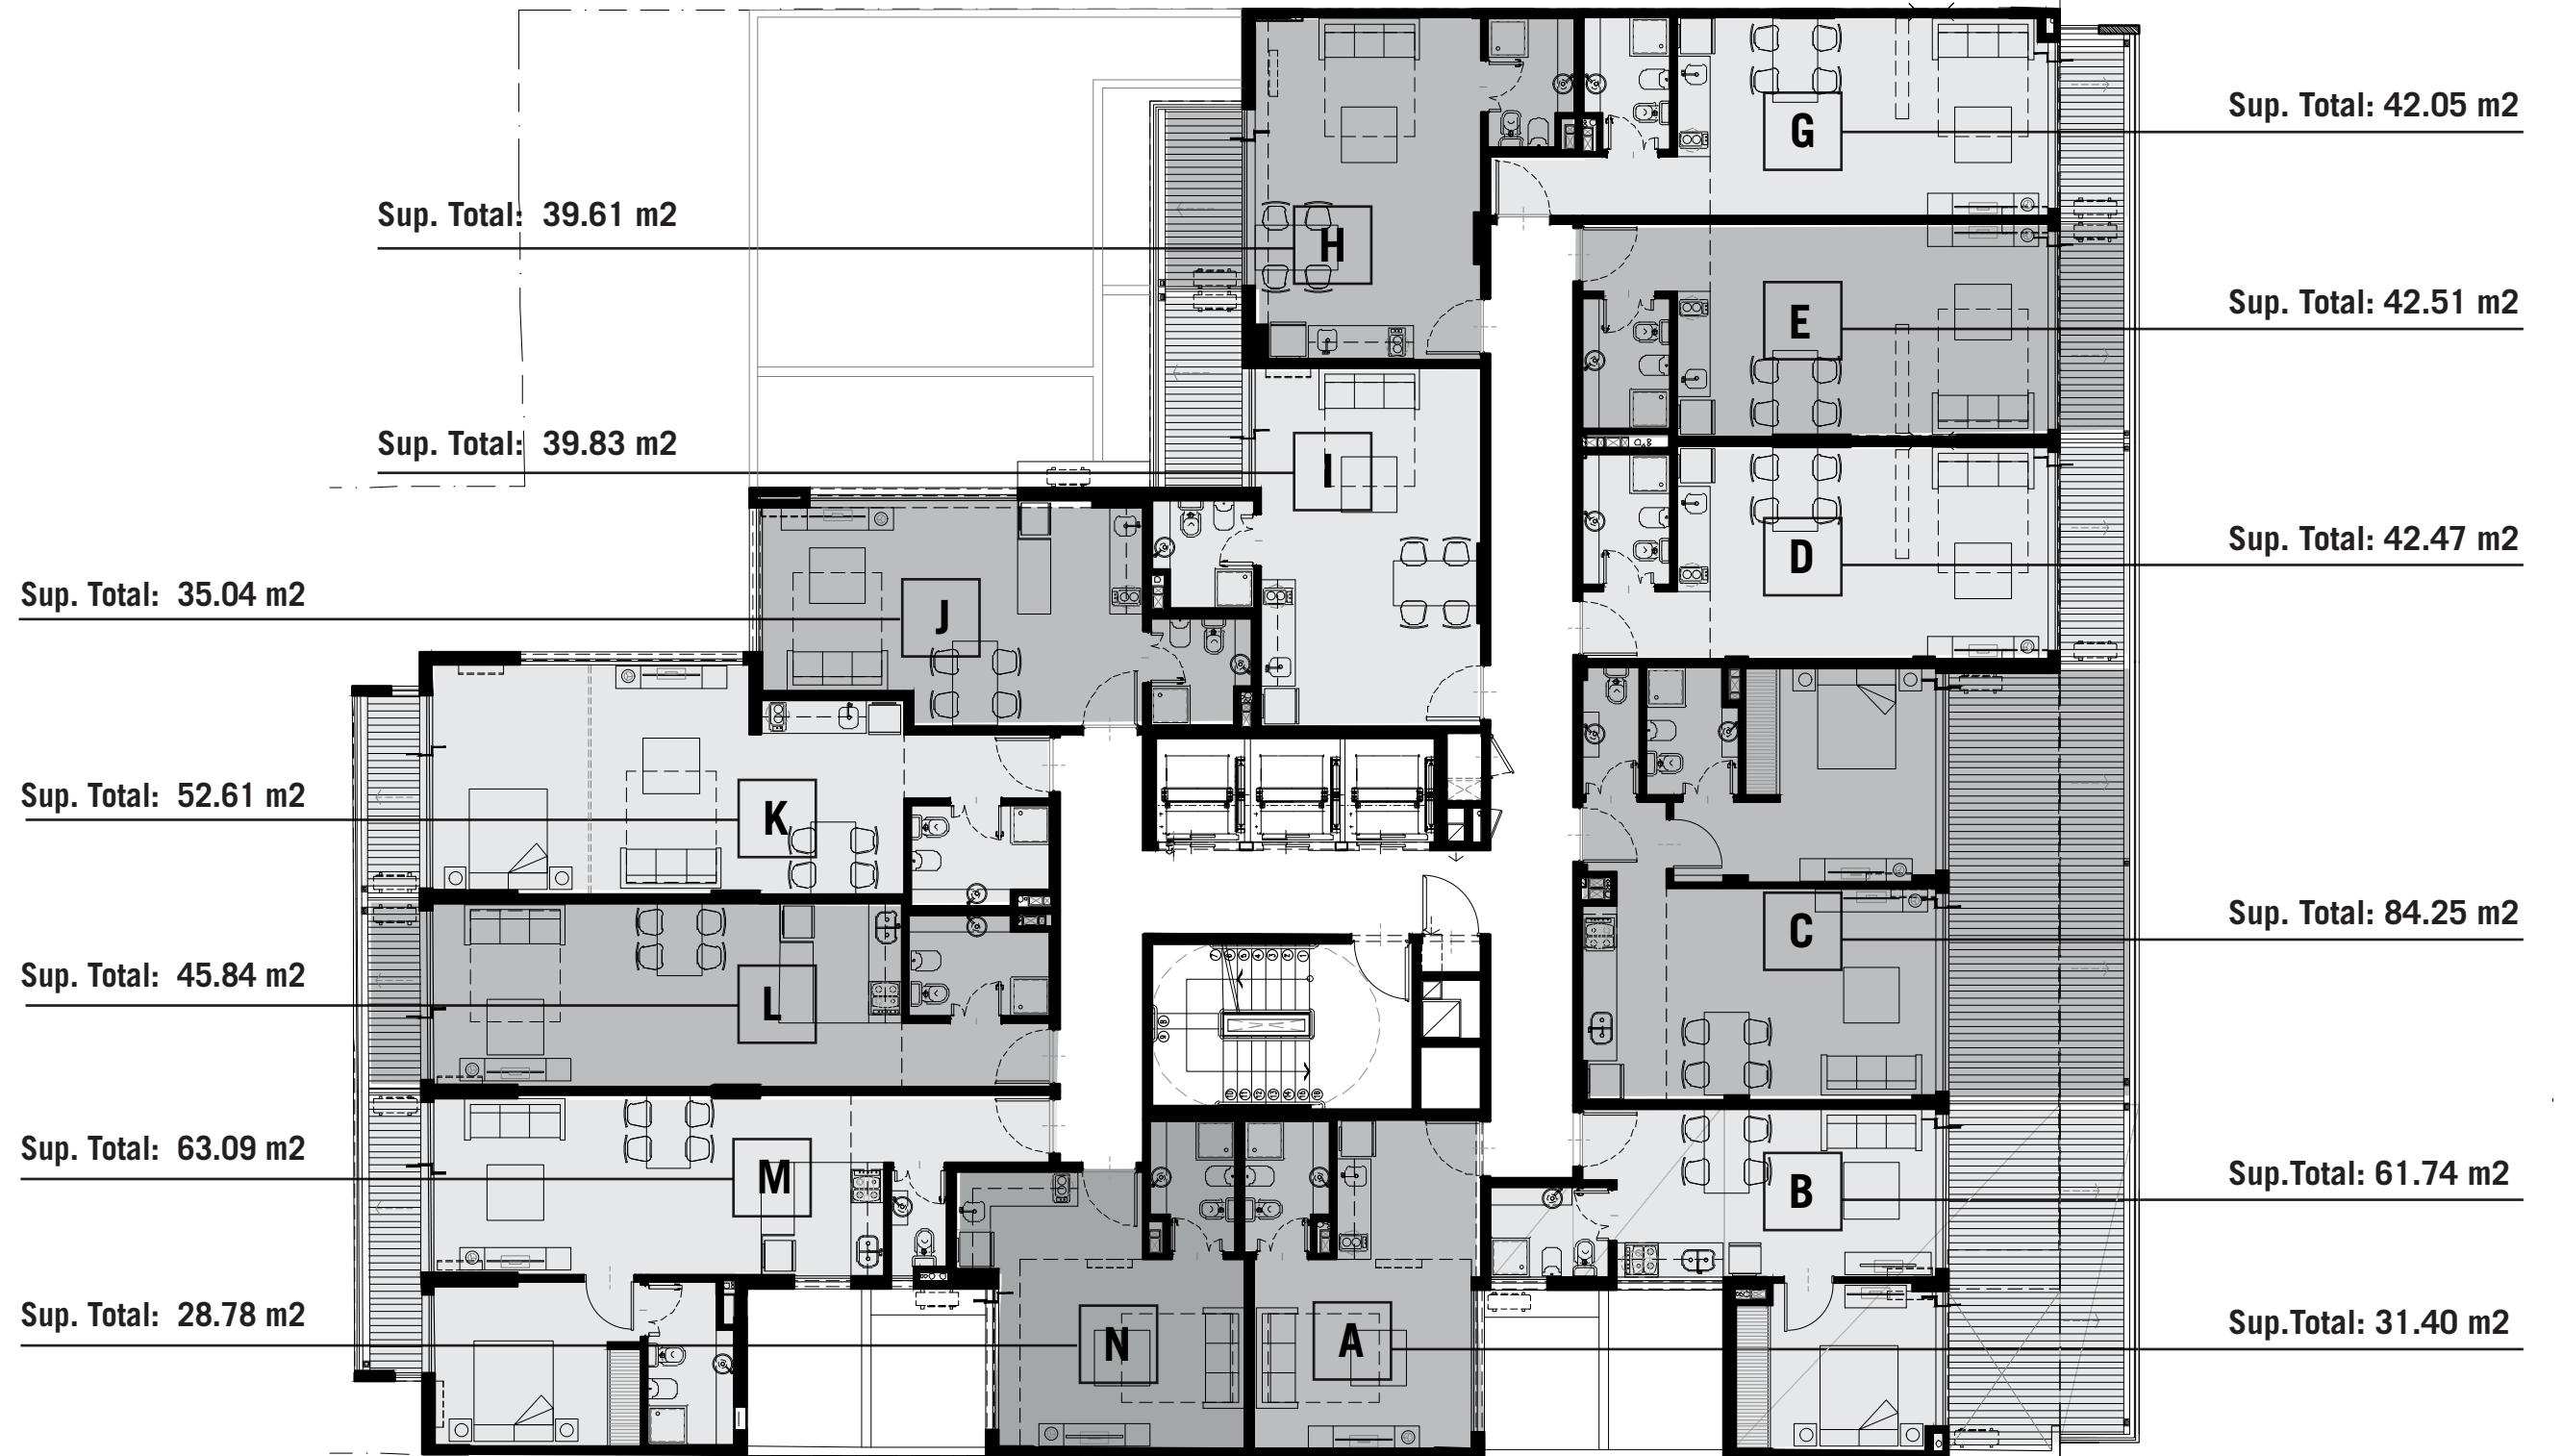 G
Sup. Total: 42.05 m2
Sup. Total: 39.61 m2
H
E
Sup. Total: 42.51 m2
Sup. Total: 39.83 m2
I
D
Sup. Total: 42.47 m2
Sup. Total: 35.04 m2
J
Sup. Total: 52.61 m2
K
C
Sup. Total: 84.25 m2
Sup. Total: 45.84 m2
L
Sup. Total: 63.09 m2
M
B
Sup.Total: 61.74 m2
Sup. Total: 28.78 m2
N
A
Sup.Total: 31.40 m2